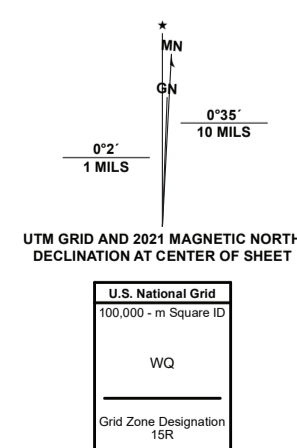 ★
MN
GN
0°35´
10 MILS
0°2´
1 MILS
UTM GRID AND 2021 MAGNETIC NORTH
DECLINATION AT CENTER OF SHEET
U.S. National Grid
100,000 - m Square ID
WQ
Grid Zone Designation
15R